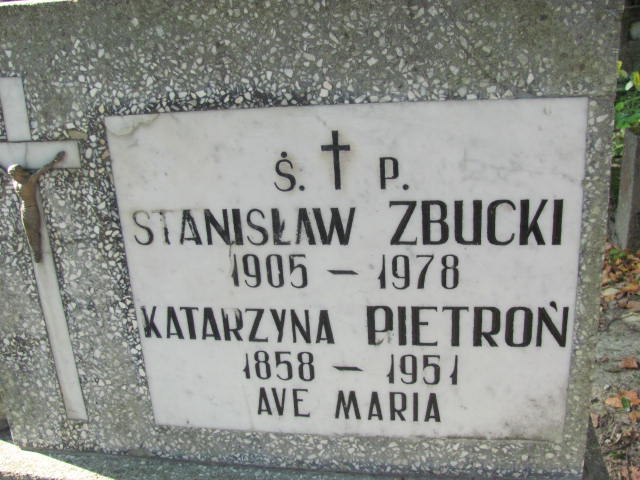 Ś. † P.
STANISŁAW ZBUCKI
1905 – 1978
KATARZYNA PIETROŃ
1858 – 1951
AVE MARIA